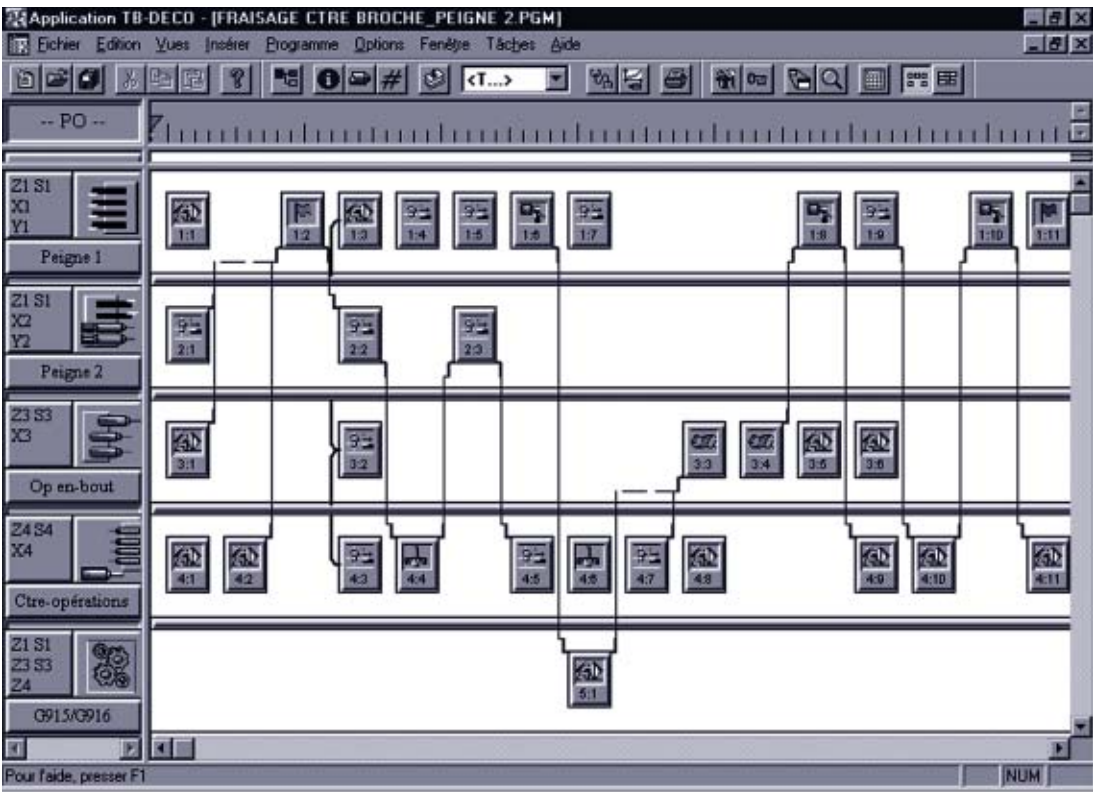 Application TB-DECO - [FRAISAGE CTRE BROCHE_PEIGNE 2.PGM]
Fichier Edition Vues Insérer Programme Options Fenêtre Tâches Aide
<T...>
-- PO --
Z1 S1
X1
Y1
Peigne 1
1:1 1:2 1:3 1:4 1:5 1:6 1:7 1:8 1:9 1:10 1:11
Z1 S1
X2
Y2
Peigne 2
2:1 2:2 2:3
Z3 S3
X3
Op en-bout
3:1 3:2 3:3 3:4 3:5 3:6
Z4 S4
X4
Ctre-opérations
4:1 4:2 4:3 4:4 4:5 4:6 4:7 4:8 4:9 4:10 4:11
Z1 S1
Z3 S3
Z4
G915/G916
5:1
Pour l'aide, presser F1
NUM